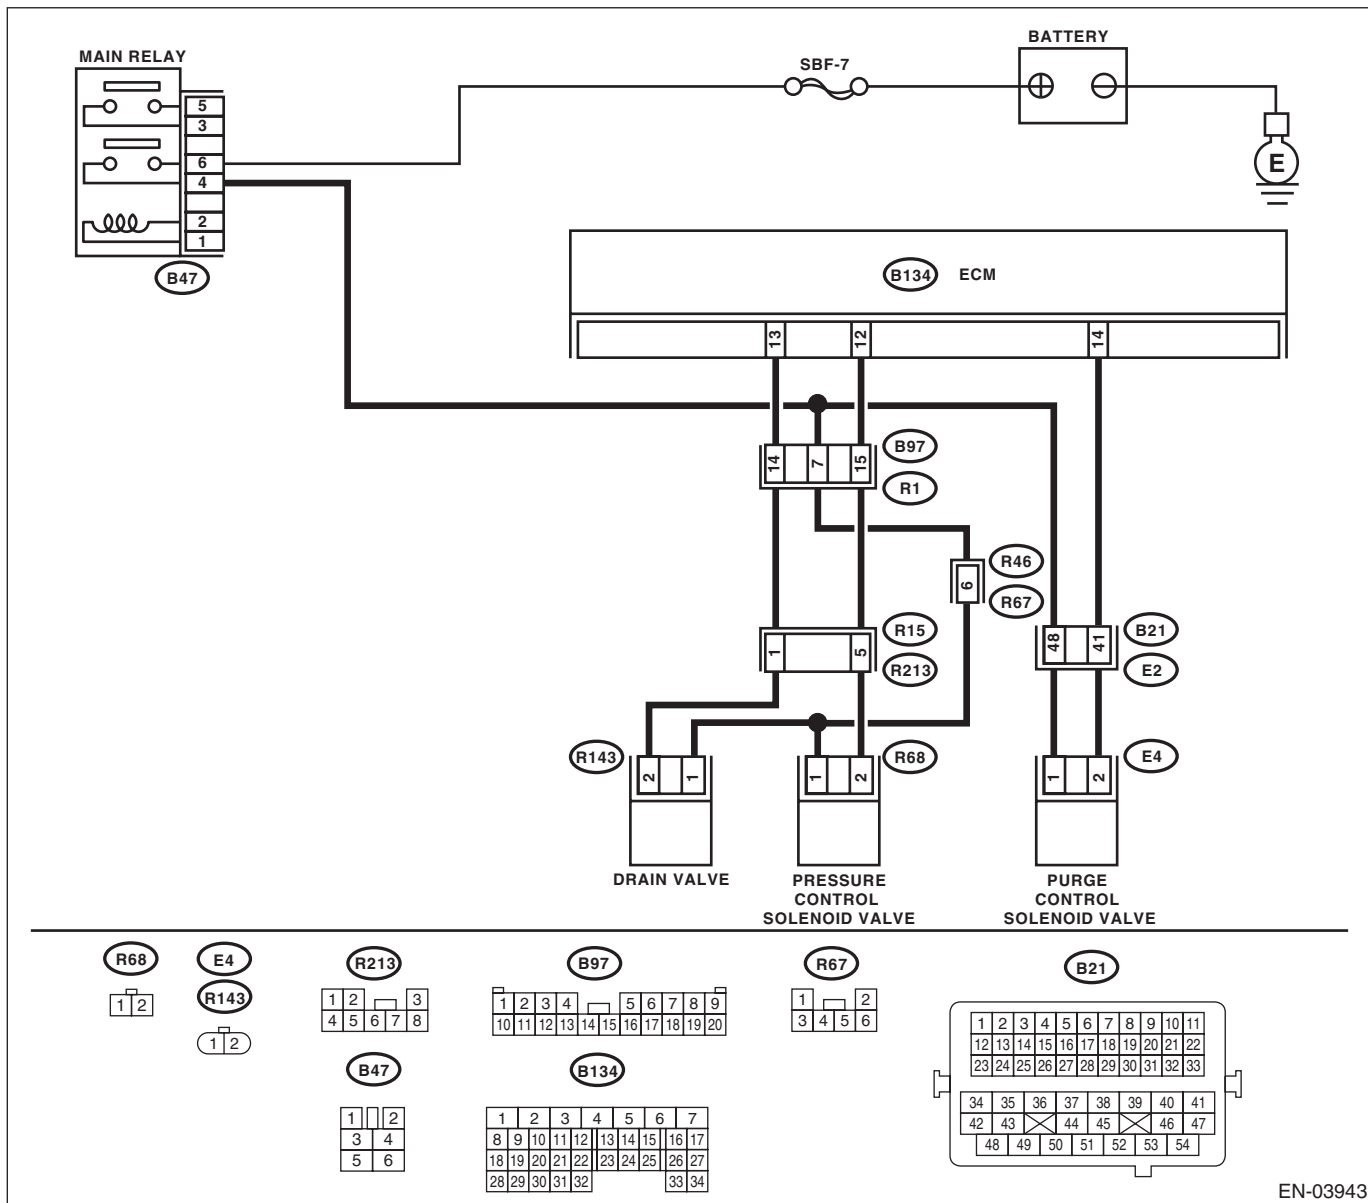 BATTERY
MAIN RELAY
SBF-7
5
3
6
4
2
1
E
B47
B134 ECM
13 12 14
14 7 15
B97
R1
6
R46
R67
1 5
R15
R213
48 41
B21
E2
R143
2 1
1 2
R68
1 2
E4
DRAIN VALVE
PRESSURE
CONTROL
SOLENOID VALVE
PURGE
CONTROL
SOLENOID VALVE
R68
1 2
E4
R143
1 2
R213
1 2 3
4 5 6 7 8
B97
1 2 3 4 5 6 7 8 9
10 11 12 13 14 15 16 17 18 19 20
R67
1 2
3 4 5 6
B21
1 2 3 4 5 6 7 8 9 10 11
12 13 14 15 16 17 18 19 20 21 22
23 24 25 26 27 28 29 30 31 32 33
34 35 36 37 38 39 40 41
42 43 44 45 46 47
48 49 50 51 52 53 54
B47
1 2
3 4
5 6
B134
1 2 3 4 5 6 7
8 9 10 11 12 13 14 15 16 17
18 19 20 21 22 23 24 25 26 27
28 29 30 31 32 33 34
EN-03943